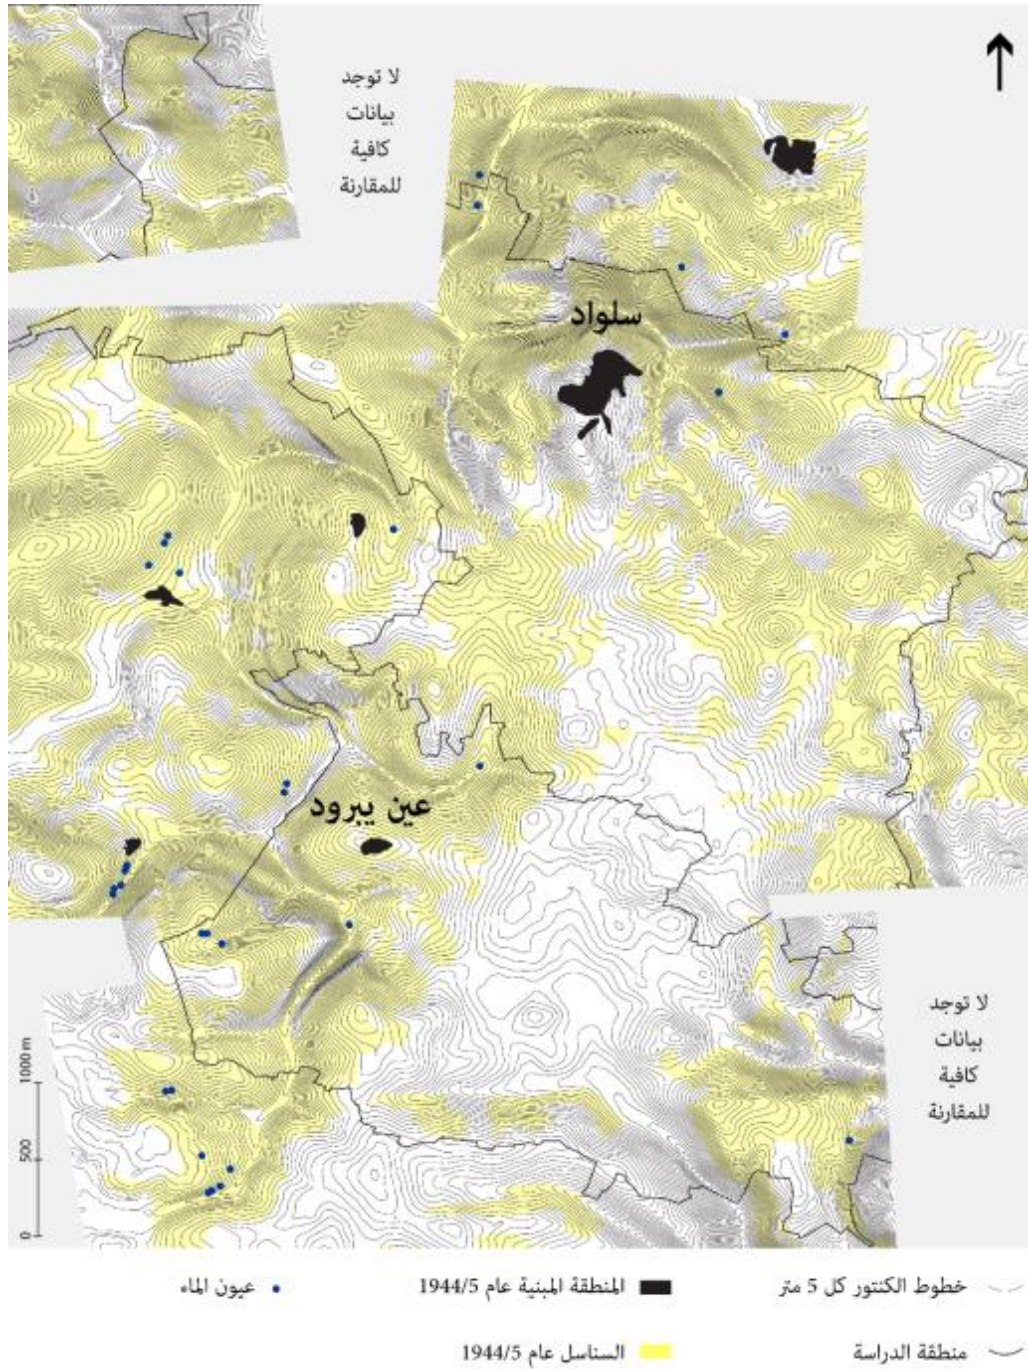 لا توجد
بيانات
كافية
للمقارنة
سلواد
عين يبرود
لا توجد
بيانات
كافية
للمقارنة
1000 m
500
0
خطوط الكنتور كل 5 متر
المنطقة المبنية عام 1944/5
عيون الماء
منطقة الدراسة
السناسل عام 1944/5